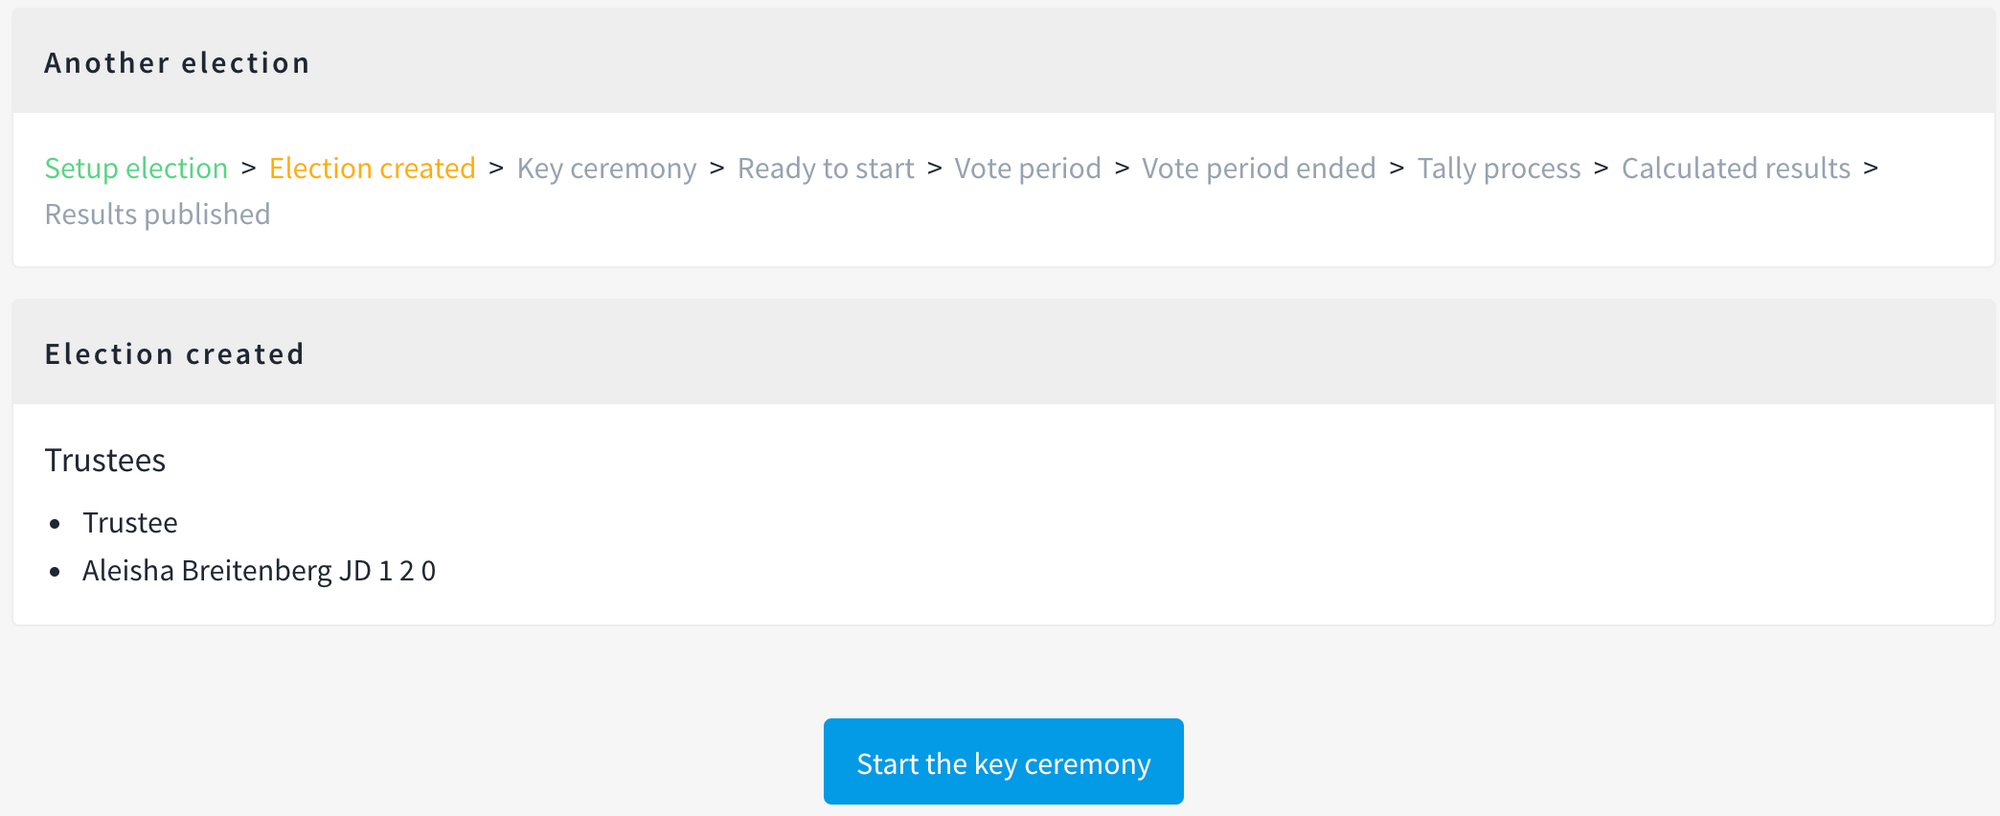 Another election
Setup election > Election created > Key ceremony > Ready to start > Vote period > Vote period ended > Tally process > Calculated results >
Results published
Election created
Trustees
• Trustee
• Aleisha Breitenberg JD 1 2 0
Start the key ceremony